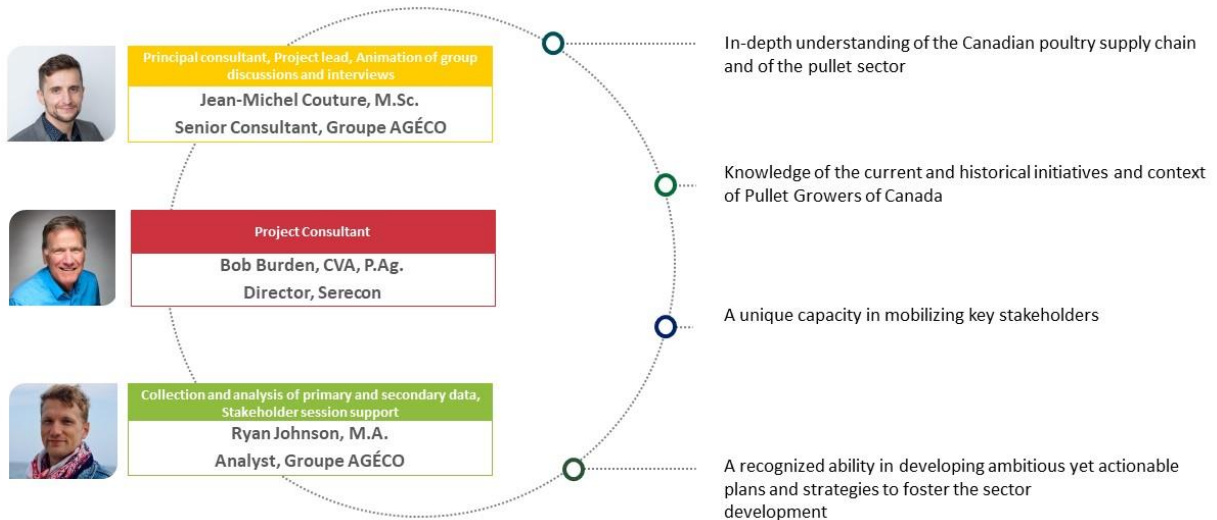 Principal consultant, Project lead, Animation of group
discussions and interviews
Jean-Michel Couture, M.Sc.
Senior Consultant, Groupe AGÉCO
Project Consultant
Bob Burden, CVA, P.Ag.
Director, Serecon
Collection and analysis of primary and secondary data,
Stakeholder session support
Ryan Johnson, M.A.
Analyst, Groupe AGÉCO
In-depth understanding of the Canadian poultry supply chain
and of the pullet sector
Knowledge of the current and historical initiatives and context
of Pullet Growers of Canada
A unique capacity in mobilizing key stakeholders
A recognized ability in developing ambitious yet actionable
plans and strategies to foster the sector
development